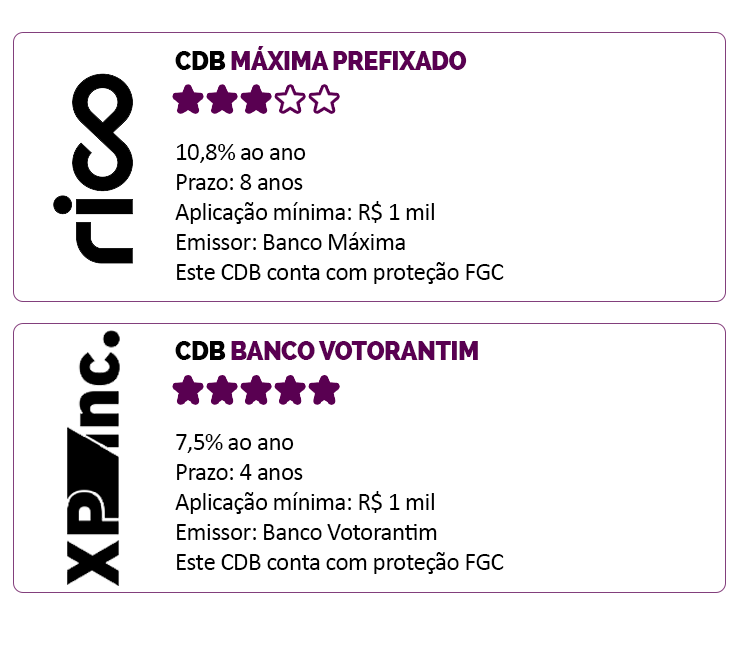 rico
CDB MÁXIMA PREFIXADO
10,8% ao ano
Prazo: 8 anos
Aplicação mínima: R$ 1 mil
Emissor: Banco Máxima
Este CDB conta com proteção FGC
XP Inc.
CDB BANCO VOTORANTIM
7,5% ao ano
Prazo: 4 anos
Aplicação mínima: R$ 1 mil
Emissor: Banco Votorantim
Este CDB conta com proteção FGC